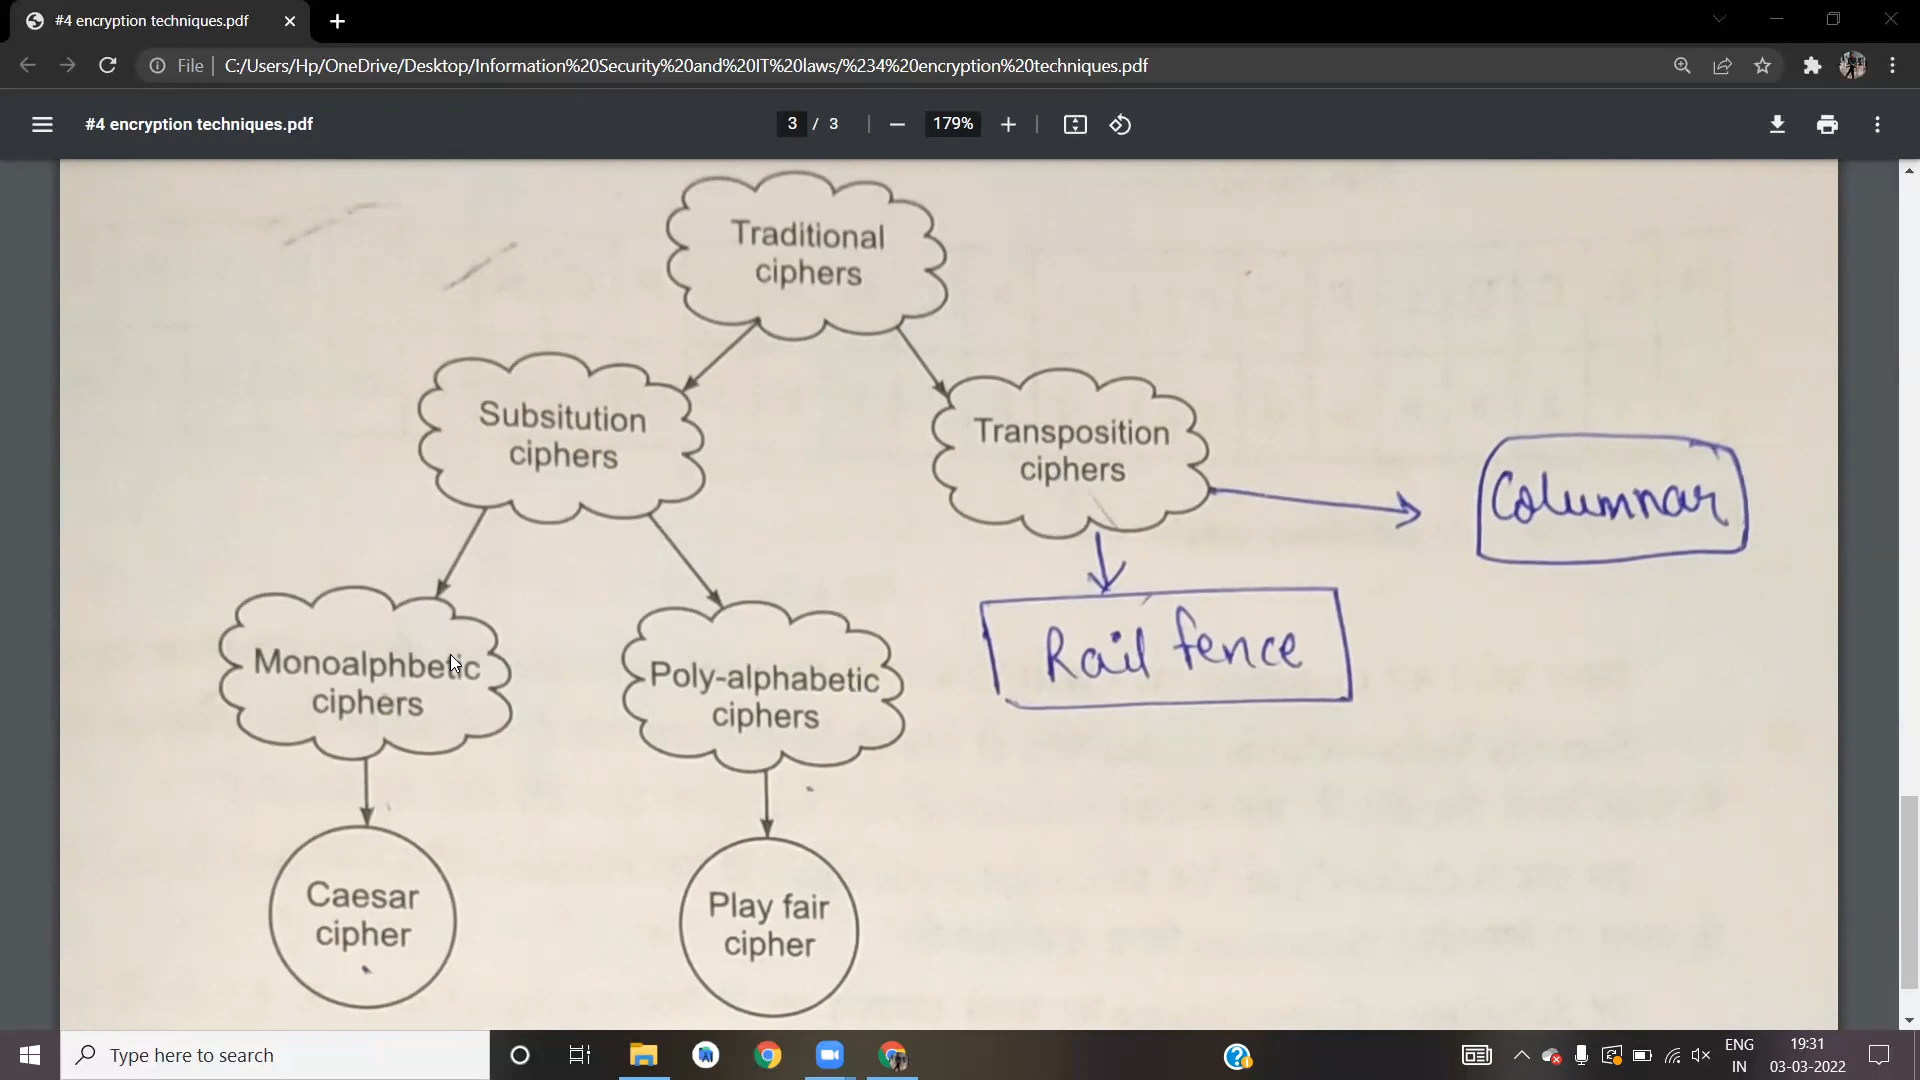 #4 encryption techniques.pdf
File
C:/Users/Hp/OneDrive/Desktop/Information%20Security%20and%20IT%20laws/%234%20encryption%20techniques.pdf
#4 encryption techniques.pdf
3 / 3
179%
Traditional
ciphers
Subsitution
ciphers
Transposition
ciphers
Columnar
Rail fence
Monoalphbetic
ciphers
Poly-alphabetic
ciphers
Caesar
cipher
Play fair
cipher
Type here to search
ENG
IN
19:31
03-03-2022